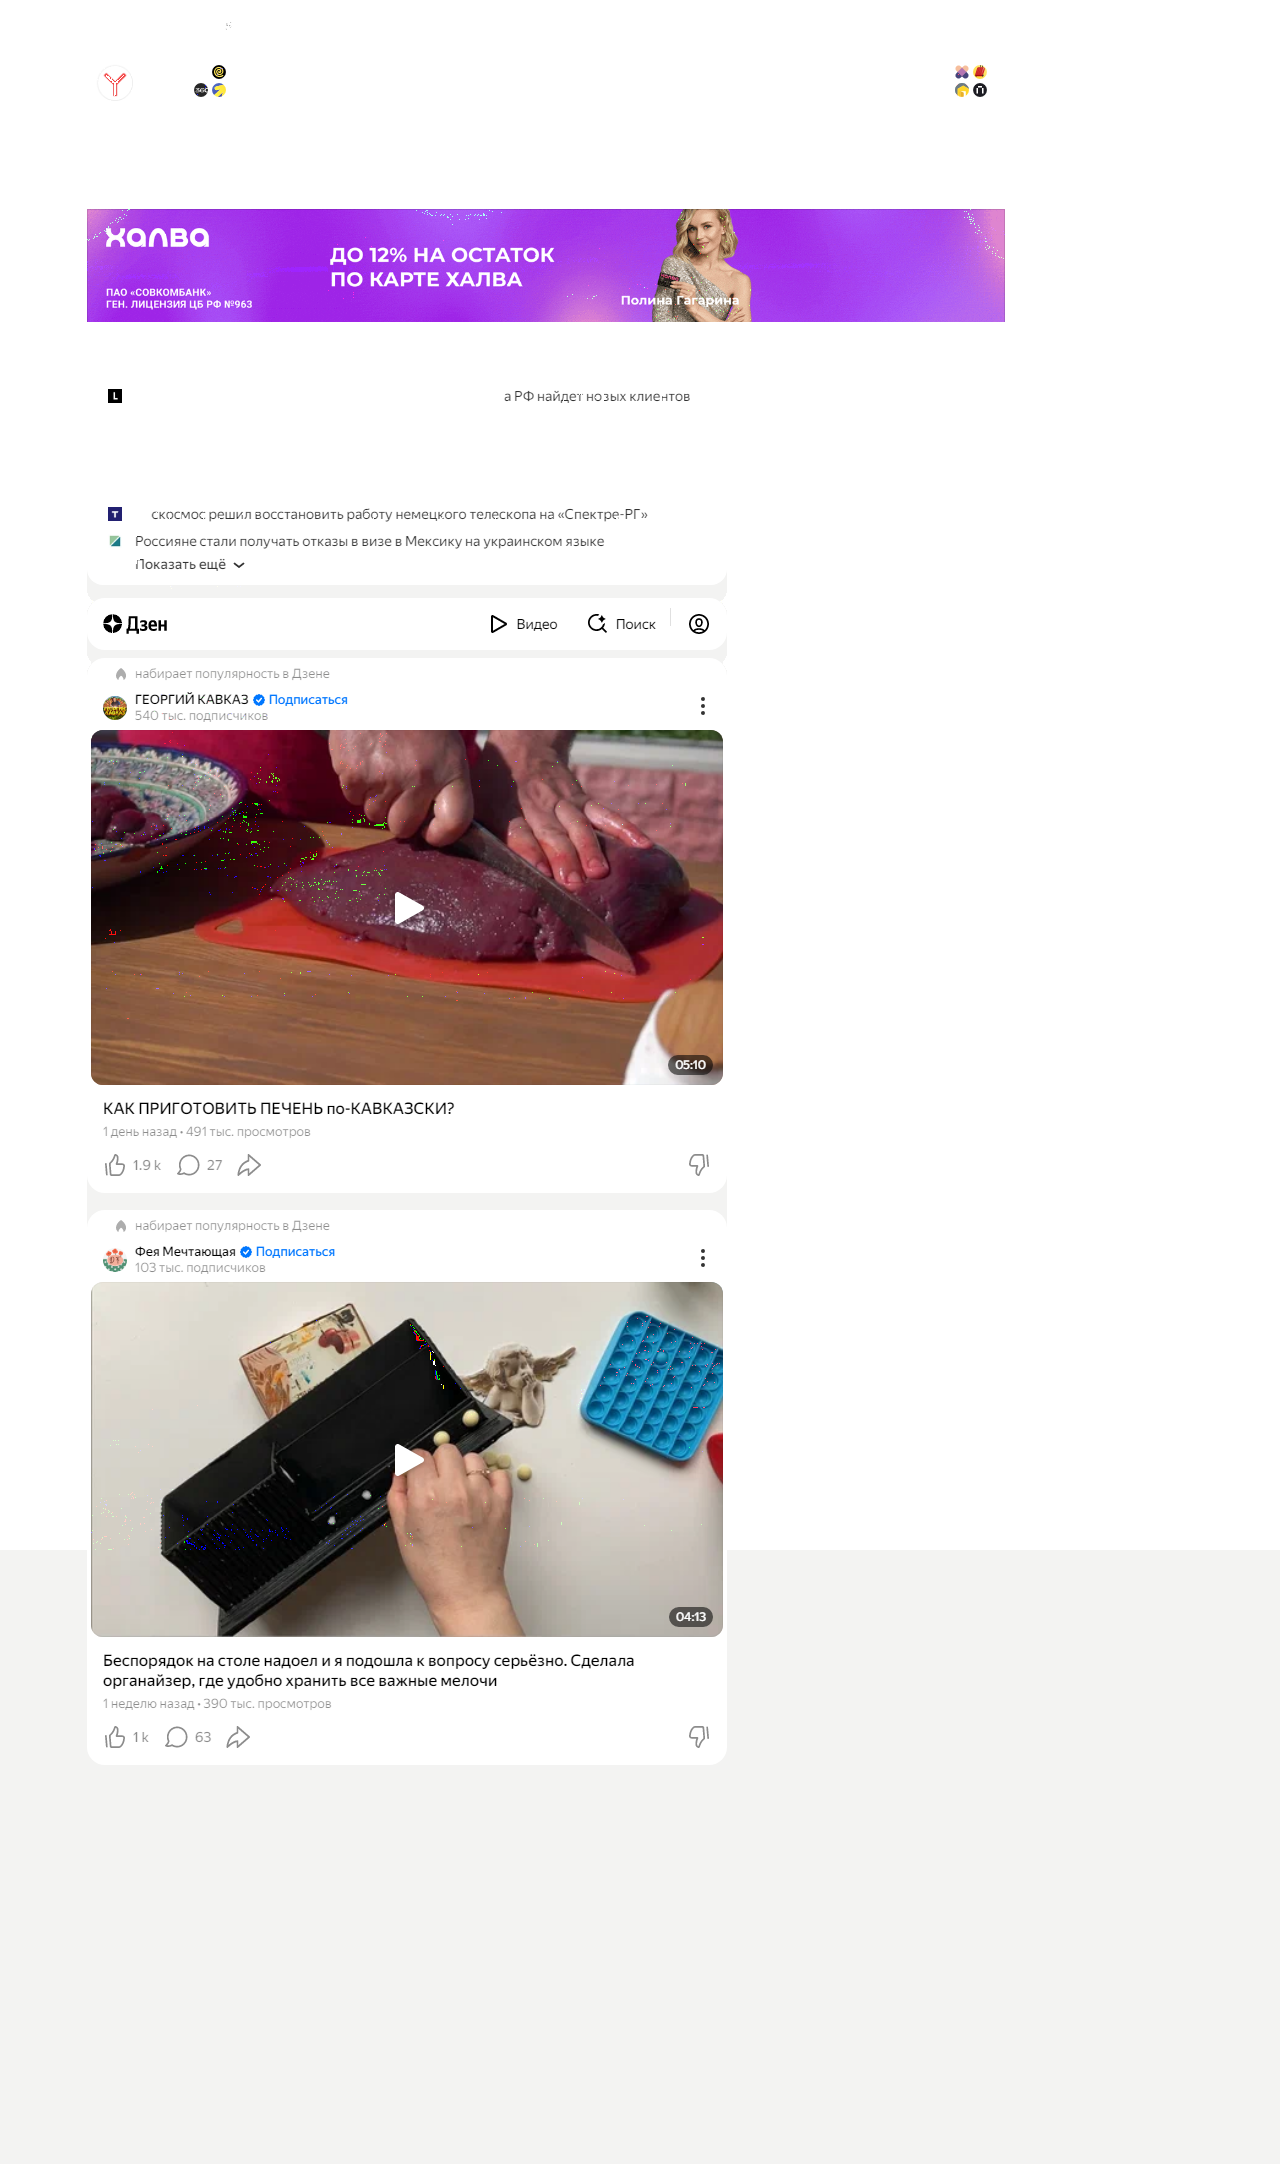 халва
ДО 12% НА ОСТАТОК
ПО КАРТЕ ХАЛВА
ПАО «СОВКОМБАНК»
ГЕН. ЛИЦЕНЗИЯ ЦБ РФ №963
Полина Гагарина
а РФ найдет новых клиентов
скосмос решил восстановить работу немецкого телескопа на «Спектре-РГ»
Россияне стали получать отказы в визе в Мексику на украинском языке
Показать ещё
Дзен
Видео
Поиск
набирает популярность в Дзене
ГЕОРГИЙ КАВКАЗ Подписаться
540 тыс. подписчиков
05:10
КАК ПРИГОТОВИТЬ ПЕЧЕНЬ по-КАВКАЗСКИ?
1 день назад • 491 тыс. просмотров
1.9 k 27
набирает популярность в Дзене
Фея Мечтающая Подписаться
103 тыс. подписчиков
04:13
Беспорядок на столе надоел и я подошла к вопросу серьёзно. Сделала
органайзер, где удобно хранить все важные мелочи
1 неделю назад • 390 тыс. просмотров
1 k 63